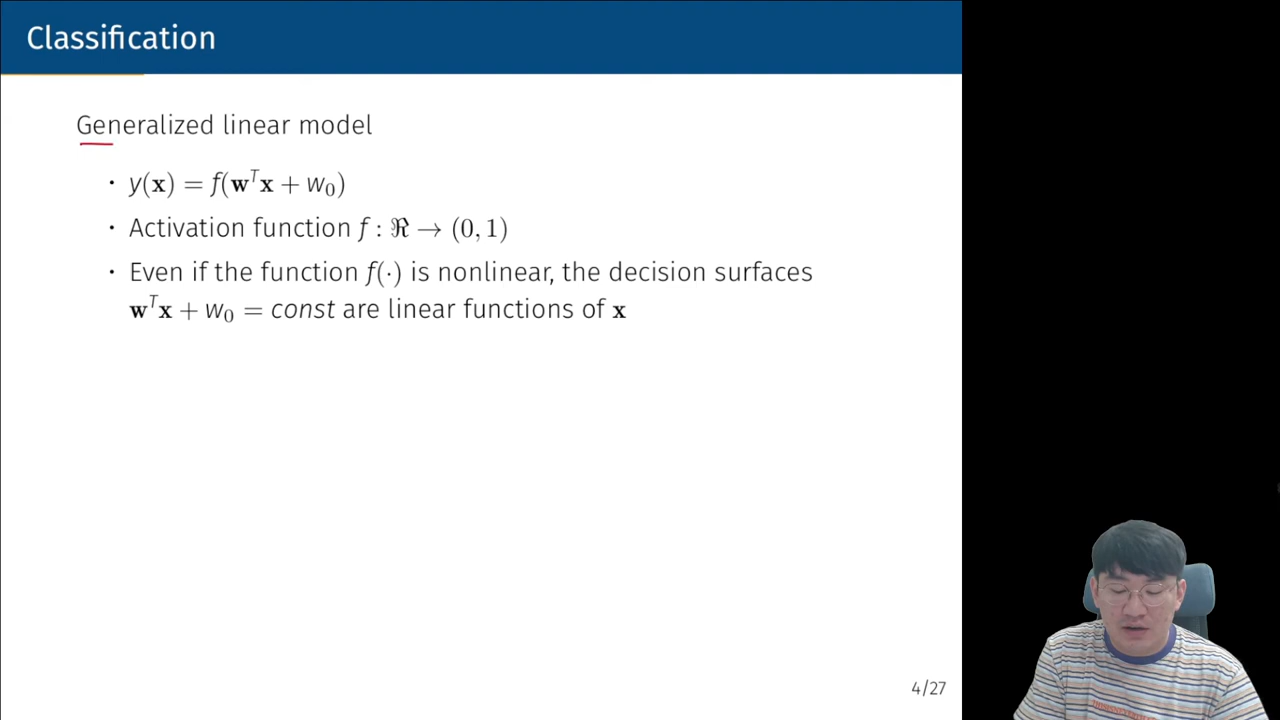 Classification
Generalized linear model
· y(x) = f(wᵀx + w₀)
· Activation function f : ℜ → (0, 1)
· Even if the function f(·) is nonlinear, the decision surfaces
wᵀx + w₀ = const are linear functions of x
4/27